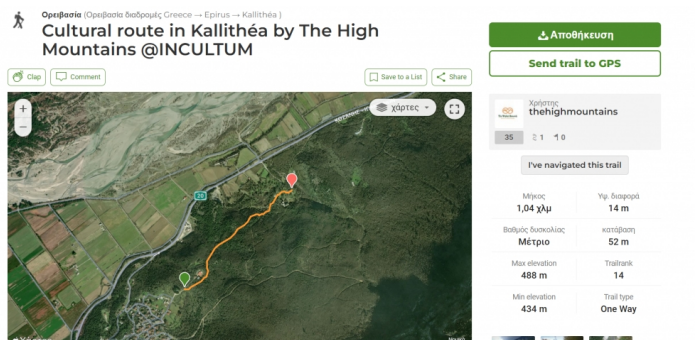 Ορειβασία (Ορειβασία διαδρομές Greece → Epirus → Kallithéa )
Cultural route in Kallithéa by The High
Mountains @INCULTUM
Clap
Comment
Save to a List
Share
χάρτες
+
−
20
Αποθήκευση
Send trail to GPS
Χρήστης
thehighmountains
35
1
0
I've navigated this trail
Μήκος
Υψ. διαφορά
1,04 χλμ
14 m
Βαθμός δυσκολίας
κατάβαση
Μέτριο
52 m
Max elevation
Trailrank
488 m
14
Min elevation
Trail type
434 m
One Way